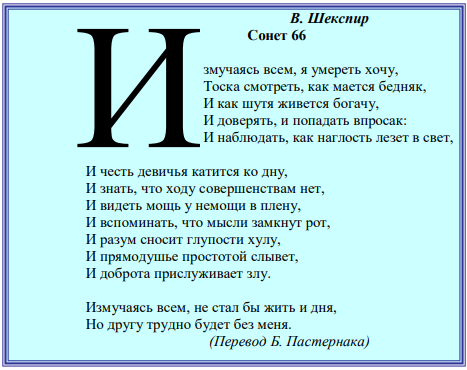 В. Шекспир
Сонет 66
Измучаясь всем, я умереть хочу,
Тоска смотреть, как мается бедняк,
И как шутя живется богачу,
И доверять, и попадать впросак:
И наблюдать, как наглость лезет в свет,
И честь девичья катится ко дну,
И знать, что ходу совершенствам нет,
И видеть мощь у немощи в плену,
И вспоминать, что мысли замкнут рот,
И разум сносит глупости хулу,
И прямодушье простотой слывет,
И доброта прислуживает злу.
Измучаясь всем, не стал бы жить и дня,
Но другу трудно будет без меня.
(Перевод Б. Пастернака)